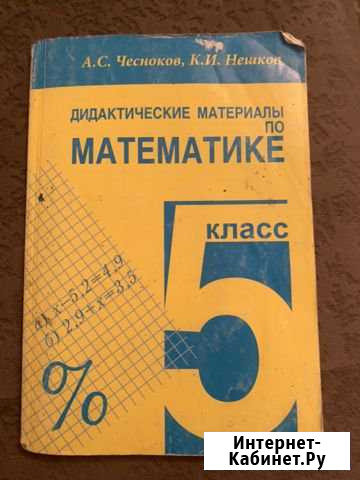 А.С. Чесноков, К.И. Нешков
ДИДАКТИЧЕСКИЕ МАТЕРИАЛЫ
ПО
МАТЕМАТИКЕ
класс
5
а) x-5,2=4,9
б) 2,9+x=3,5
%
Интернет-
Кабинет.Ру